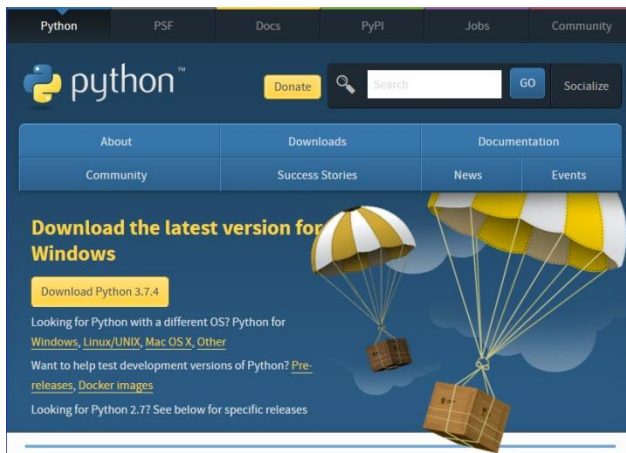 Python PSF Docs PyPI Jobs Community
python™ Donate Search GO Socialize
About Downloads Documentation
Community Success Stories News Events
Download the latest version for
Windows
Download Python 3.7.4
Looking for Python with a different OS? Python for
Windows, Linux/UNIX, Mac OS X, Other
Want to help test development versions of Python? Pre-
releases, Docker images
Looking for Python 2.7? See below for specific releases